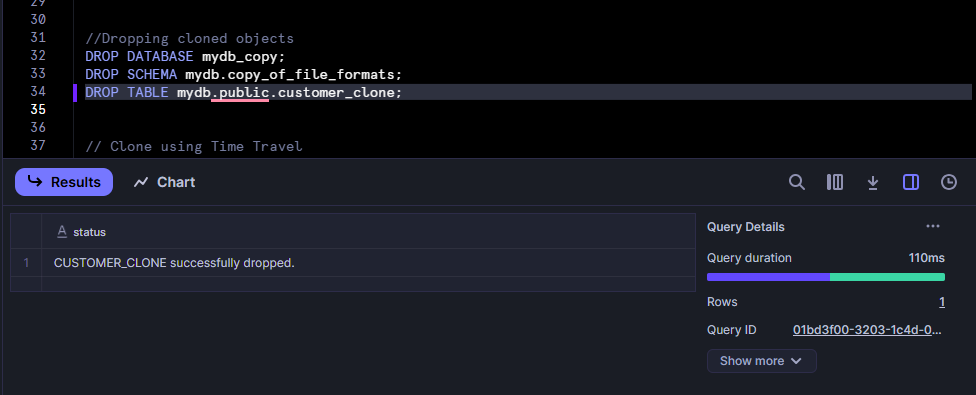 29
30
31 //Dropping cloned objects
32 DROP DATABASE mydb_copy;
33 DROP SCHEMA mydb.copy_of_file_formats;
34 DROP TABLE mydb.public.customer_clone;
35
36
37 // Clone using Time Travel
Results Chart
A status
1 CUSTOMER_CLONE successfully dropped.
Query Details ...
Query duration 110ms
Rows 1
Query ID 01bd3f00-3203-1c4d-0...
Show more